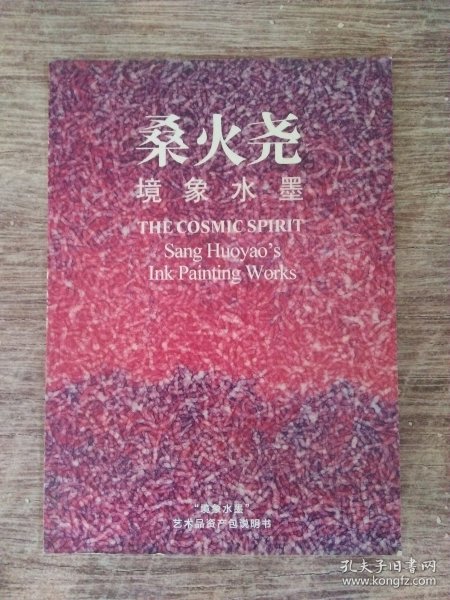 桑火尧
境象水墨
THE COSMIC SPIRIT
Sang Huoyao's
Ink Painting Works
"境象水墨"
艺术品资产包说明书
孔夫子旧书网
www.kongfz.com